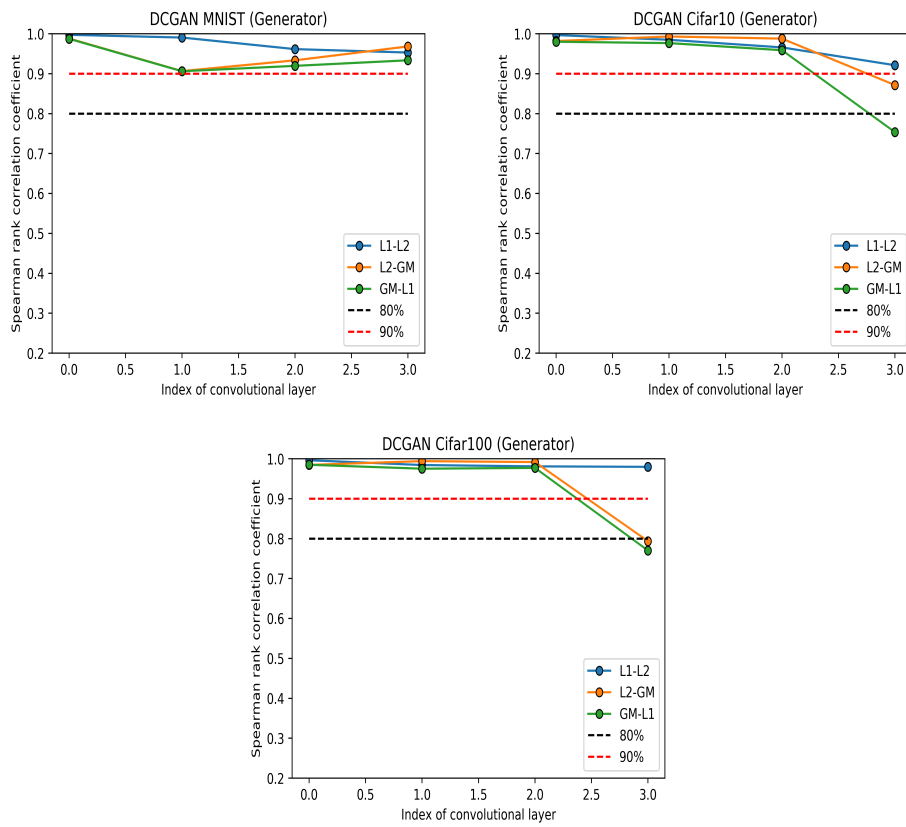 DCGAN MNIST (Generator)
1.0
0.9
0.8
0.7
0.6
0.5
0.4
0.3
0.2
Spearman rank correlation coefficient
0.0 0.5 1.0 1.5 2.0 2.5 3.0
Index of convolutional layer
L1-L2
L2-GM
GM-L1
80%
90%
DCGAN Cifar10 (Generator)
1.0
0.9
0.8
0.7
0.6
0.5
0.4
0.3
0.2
Spearman rank correlation coefficient
0.0 0.5 1.0 1.5 2.0 2.5 3.0
Index of convolutional layer
L1-L2
L2-GM
GM-L1
80%
90%
DCGAN Cifar100 (Generator)
1.0
0.9
0.8
0.7
0.6
0.5
0.4
0.3
0.2
Spearman rank correlation coefficient
0.0 0.5 1.0 1.5 2.0 2.5 3.0
Index of convolutional layer
L1-L2
L2-GM
GM-L1
80%
90%